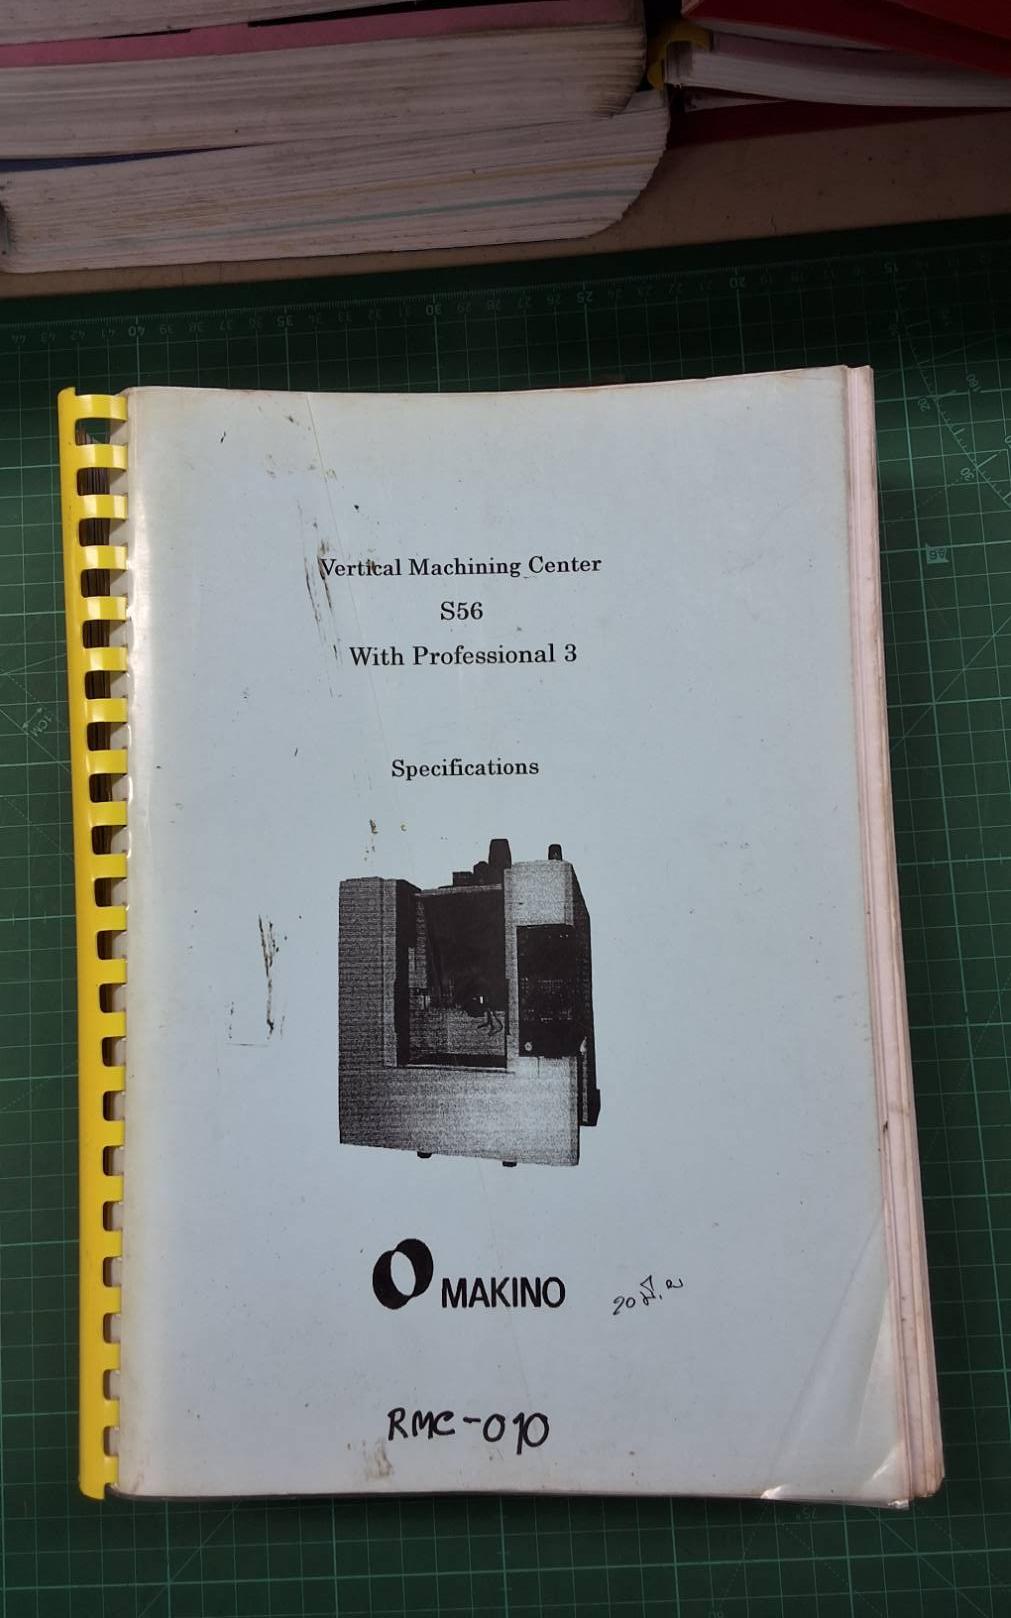 Vertical Machining Center
S56
With Professional 3
Specifications
MAKINO
RMC-010